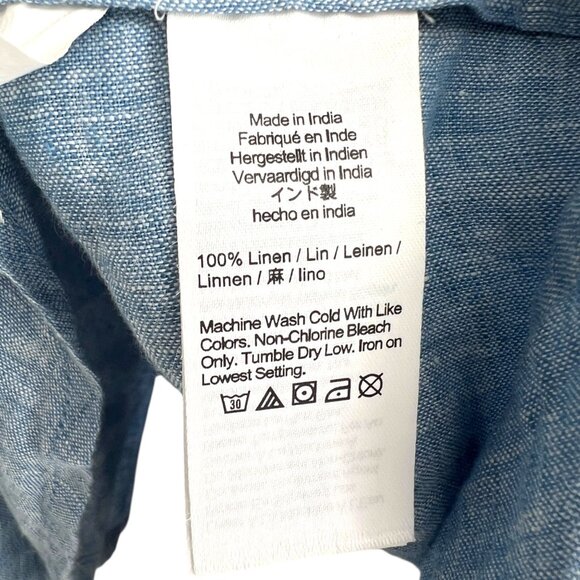 Made in India
Fabriqué en Inde
Hergestellt in Indien
Vervaardigd in India
インド製
hecho en india
100% Linen / Lin / Leinen /
Linnen / 麻 / lino
Machine Wash Cold With Like
Colors. Non-Chlorine Bleach
Only. Tumble Dry Low. Iron on
Lowest Setting.
30